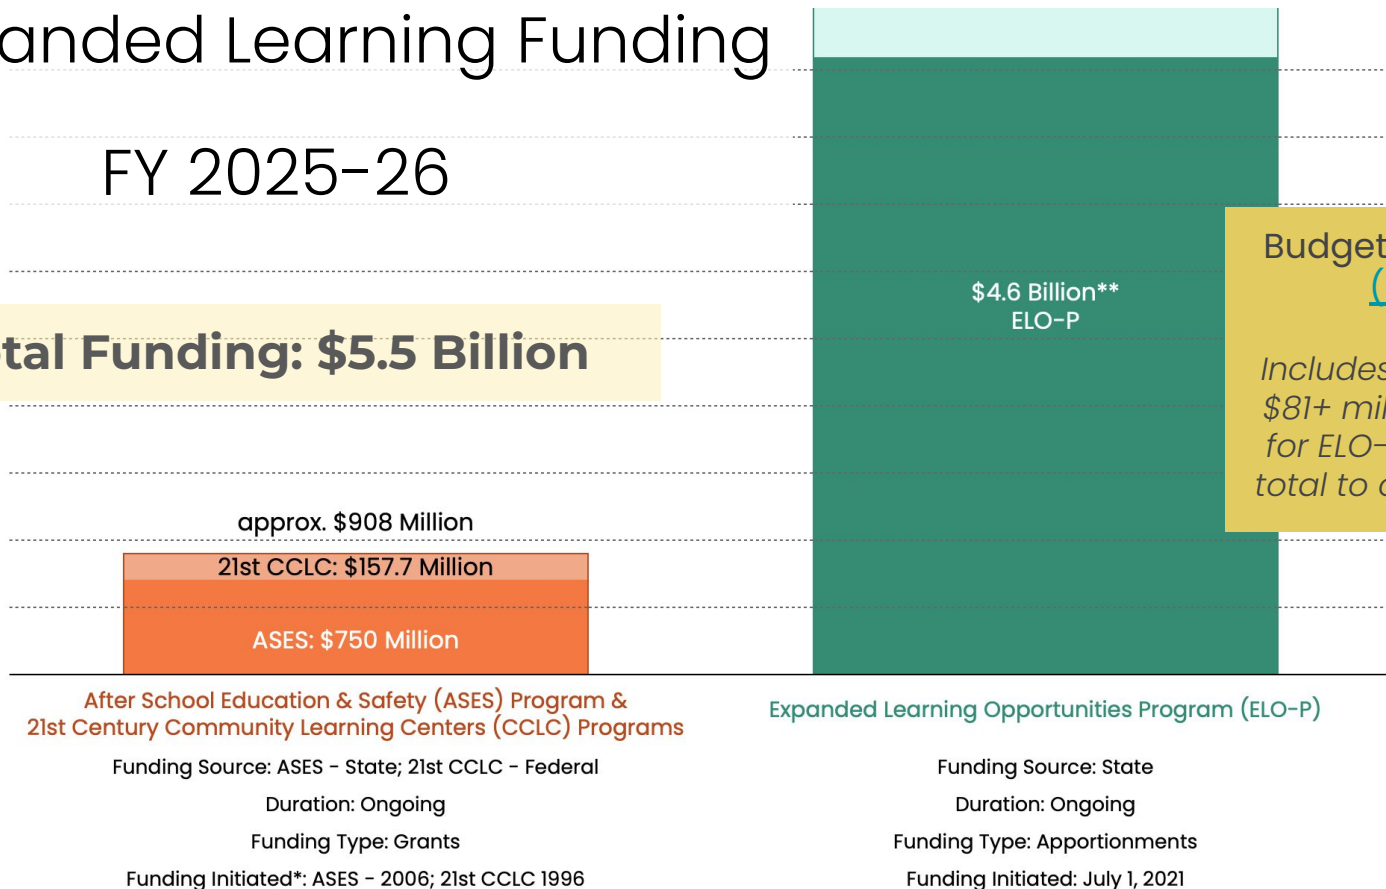 anded Learning Funding
FY 2025-26
tal Funding: $5.5 Billion
approx. $908 Million
21st CCLC: $157.7 Million
ASES: $750 Million
After School Education & Safety (ASES) Program &
21st Century Community Learning Centers (CCLC) Programs
Funding Source: ASES - State; 21st CCLC - Federal
Duration: Ongoing
Funding Type: Grants
Funding Initiated*: ASES - 2006; 21st CCLC 1996
$4.6 Billion**
ELO-P
Expanded Learning Opportunities Program (ELO-P)
Funding Source: State
Duration: Ongoing
Funding Type: Apportionments
Funding Initiated: July 1, 2021
Budget
(
Includes
$81+ mil
for ELO-
total to